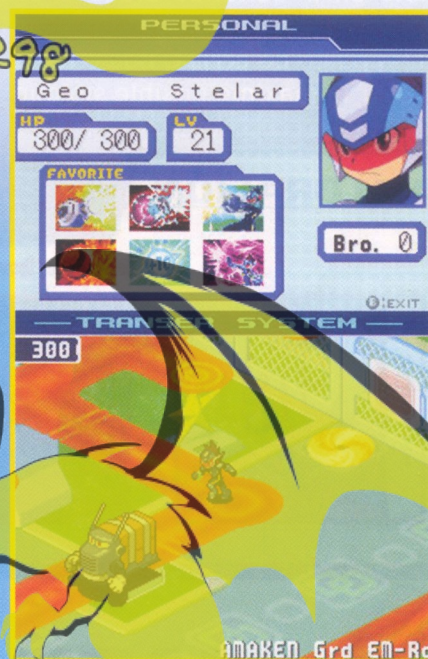 PERSONAL
Geo Stelar
HP
300/ 300
LV
21
FAVORITE
Bro. 0
B:EXIT
TRANSER SYSTEM
300
AMAKEN Grd EM-Ro